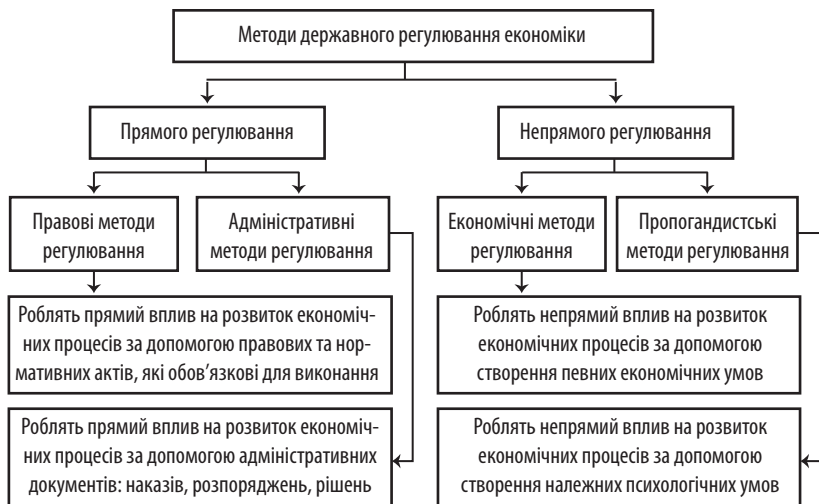 Методи державного регулювання економіки
Прямого регулювання
Непрямого регулювання
Правові методи
регулювання
Адміністративні
методи регулювання
Економічні методи
регулювання
Пропогандистські
методи регулювання
Роблять прямий вплив на розвиток економіч-
них процесів за допомогою правових та нор-
мативних актів, які обов’язкові для виконання
Роблять непрямий вплив на розвиток
економічних процесів за допомогою
створення певних економічних умов
Роблять прямий вплив на розвиток економіч-
них процесів за допомогою адміністративних
документів: наказів, розпоряджень, рішень
Роблять непрямий вплив на розвиток
економічних процесів за допомогою
створення належних психологічних умов